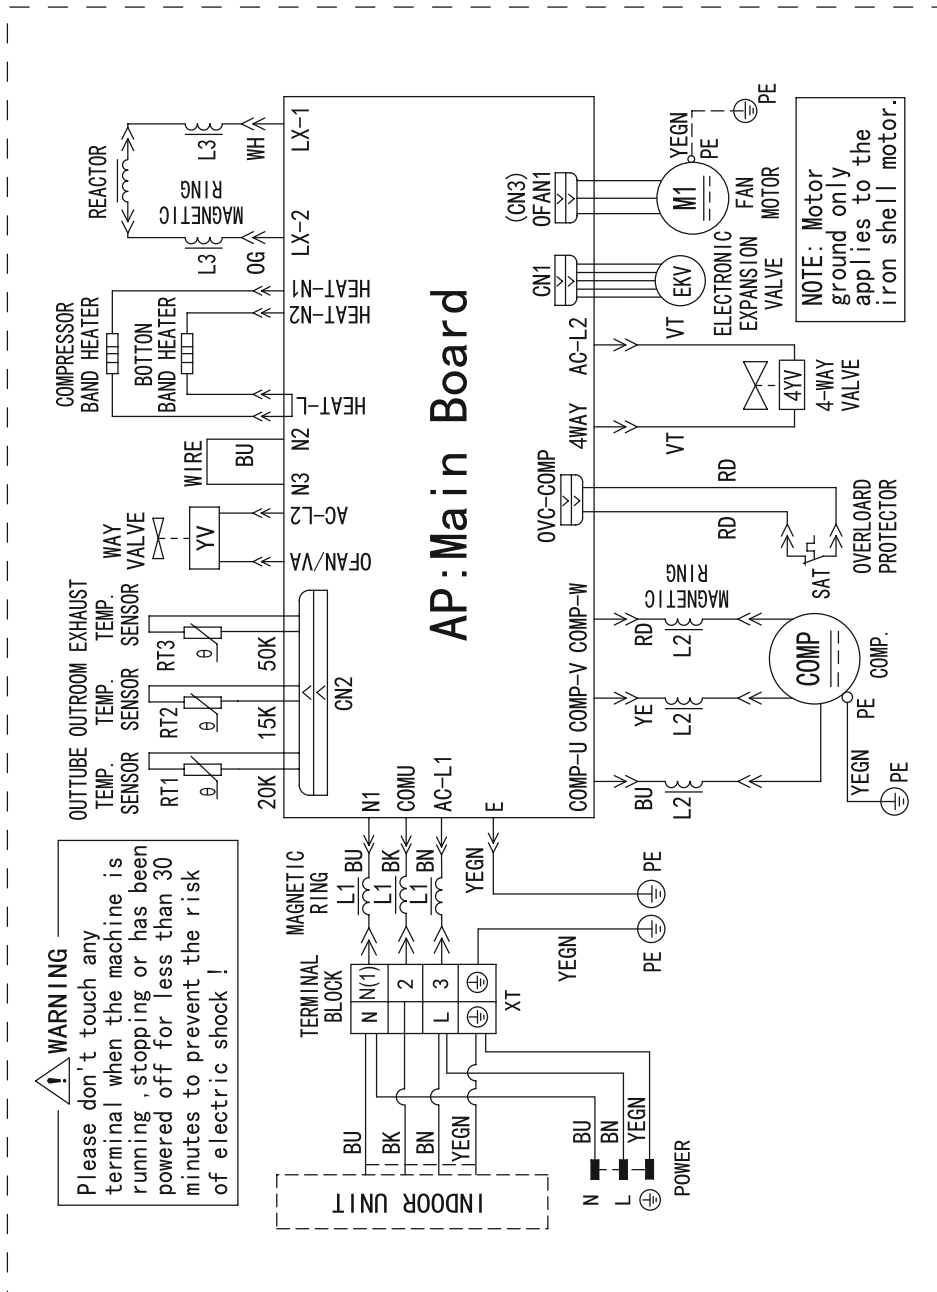 WARNING
Please don't touch any
terminal when the machine is
running ,stopping or has been
powered off for less than 30
minutes to prevent the risk
of electric shock !
OUTTUBE
TEMP.
SENSOR
OUTROOM
TEMP.
SENSOR
EXHAUST
TEMP.
SENSOR
RT1
θ
RT2
θ
RT3
θ
20K
15K
50K
CN2
WAY
VALVE
YV
OFAN/VA
AC-L2
WIRE
BU
N3
N2
COMPRESSOR
BAND HEATER
BOTTON
BAND HEATER
HEAT-L
HEAT-N2
HEAT-N1
REACTOR
MAGNETIC
RING
L3
L3
OG
WH
LX-2
LX-1
AP:Main Board
INDOOR UNIT
BU
BK
BN
YEGN
TERMINAL
BLOCK
N
N(1)
2
L
3
XT
MAGNETIC
RING
L1
BU
L1
BK
L1
BN
YEGN
N1
COMU
AC-L1
E
YEGN
PE
PE
N
L
BU
BN
YEGN
POWER
COMP-U
COMP-V
COMP-W
BU
YE
RD
L2
L2
L2
MAGNETIC
RING
COMP
COMP.
PE
YEGN
PE
OVC-COMP
RD
RD
SAT
OVERLOARD
PROTECTOR
4WAY
AC-L2
VT
VT
4YV
4-WAY
VALVE
CN1
EKV
ELECTRONIC
EXPANSION
VALVE
(CN3)
OFAN1
M1
FAN
MOTOR
YEGN
PE
PE
NOTE: Motor
ground only
applies to the
iron shell motor.